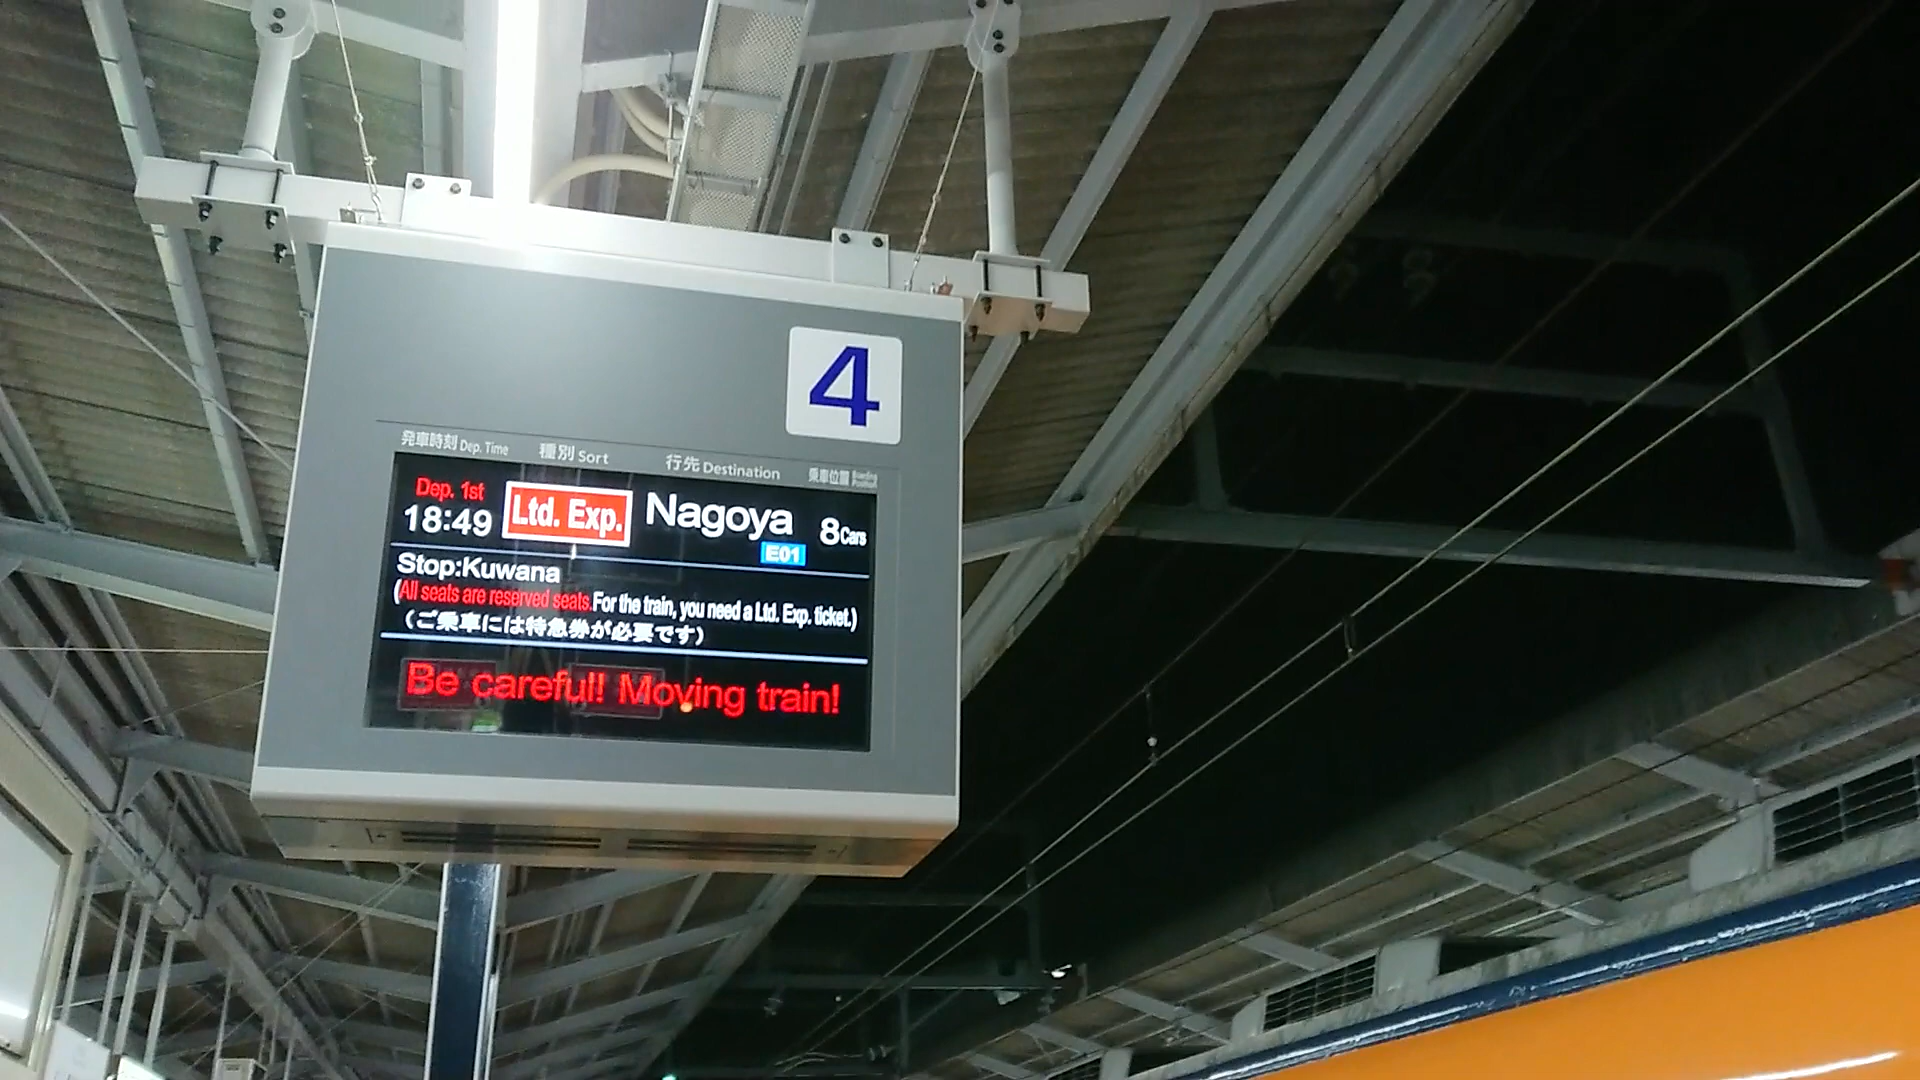 4
発車時刻 Dep. Time 種別 Sort 行先 Destination 乗車位置 Boarding Position
Dep. 1st
18:49 Ltd. Exp. Nagoya 8Cars
E01
Stop:Kuwana
(All seats are reserved seats.For the train, you need a Ltd. Exp. ticket.)
（ご乗車には特急券が必要です）
Be careful! Moving train!